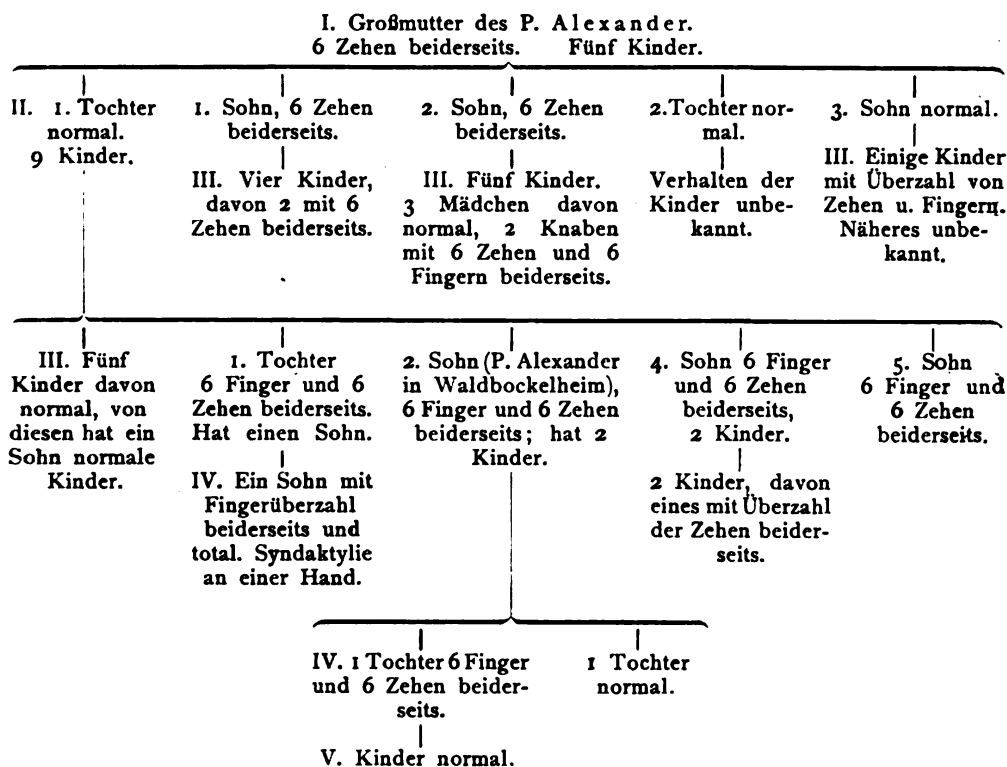 I. Großmutter des P. Alexander.
6 Zehen beiderseits. Fünf Kinder.
II. 1. Tochter
normal.
9 Kinder.
1. Sohn, 6 Zehen
beiderseits.
III. Vier Kinder,
davon 2 mit 6
Zehen beiderseits.
2. Sohn, 6 Zehen
beiderseits.
III. Fünf Kinder.
3 Mädchen davon
normal, 2 Knaben
mit 6 Zehen und 6
Fingern beiderseits.
2. Tochter nor-
mal.
Verhalten der
Kinder unbe-
kannt.
3. Sohn normal.
III. Einige Kinder
mit Überzahl von
Zehen u. Fingern.
Näheres unbe-
kannt.
III. Fünf
Kinder davon
normal, von
diesen hat ein
Sohn normale
Kinder.
1. Tochter
6 Finger und 6
Zehen beiderseits.
Hat einen Sohn.
IV. Ein Sohn mit
Fingerüberzahl
beiderseits und
total. Syndaktylie
an einer Hand.
2. Sohn (P. Alexander
in Waldbockelheim),
6 Finger und 6 Zehen
beiderseits; hat 2
Kinder.
4. Sohn 6 Finger
und 6 Zehen
beiderseits,
2 Kinder.
2 Kinder, davon
eines mit Überzahl
der Zehen beider-
seits.
5. Sohn
6 Finger und
6 Zehen
beiderseits.
IV. 1 Tochter 6 Finger
und 6 Zehen beider-
seits.
V. Kinder normal.
1 Tochter
normal.